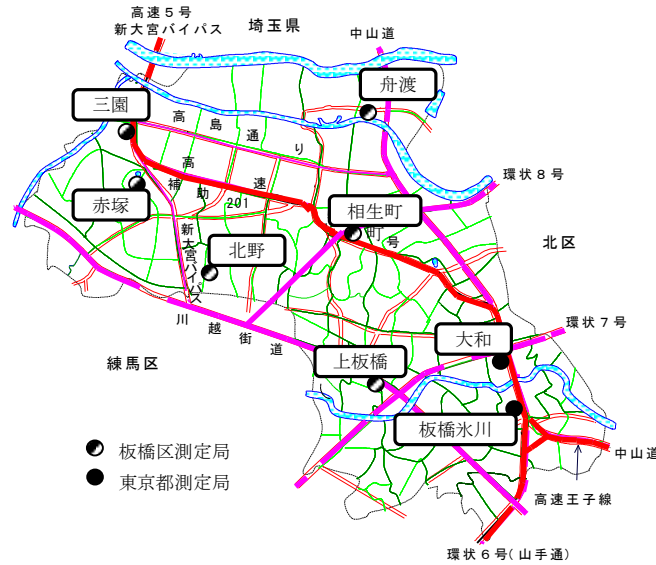 高速５号
新大宮バイパス
埼玉県
中山道
舟渡
三園
高島通り
高速
補助
201
環状８号
赤塚
相生町
町
号
北区
北野
新大宮バイパス
川越街道
環状７号
練馬区
大和
上板橋
板橋氷川
板橋区測定局
東京都測定局
中山道
高速王子線
環状６号(山手通)